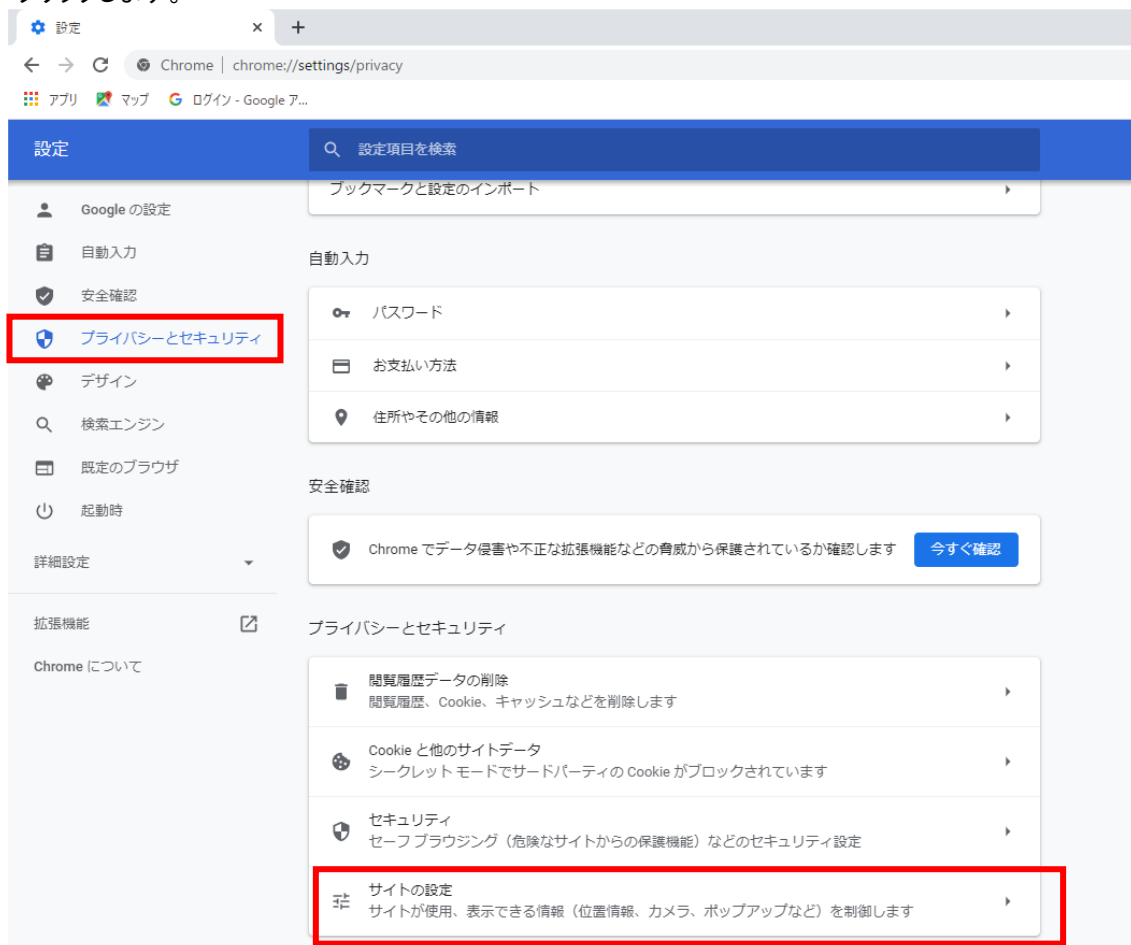 クリックします。
設定
Chrome | chrome://settings/privacy
アプリ マップ ログイン - Google ア...
設定
設定項目を検索
Google の設定
自動入力
安全確認
プライバシーとセキュリティ
デザイン
検索エンジン
既定のブラウザ
起動時
詳細設定
拡張機能
Chrome について
ブックマークと設定のインポート
自動入力
パスワード
お支払い方法
住所やその他の情報
安全確認
Chrome でデータ侵害や不正な拡張機能などの脅威から保護されているか確認します 今すぐ確認
プライバシーとセキュリティ
閲覧履歴データの削除
閲覧履歴、Cookie、キャッシュなどを削除します
Cookie と他のサイトデータ
シークレット モードでサードパーティの Cookie がブロックされています
セキュリティ
セーフ ブラウジング（危険なサイトからの保護機能）などのセキュリティ設定
サイトの設定
サイトが使用、表示できる情報（位置情報、カメラ、ポップアップなど）を制御します